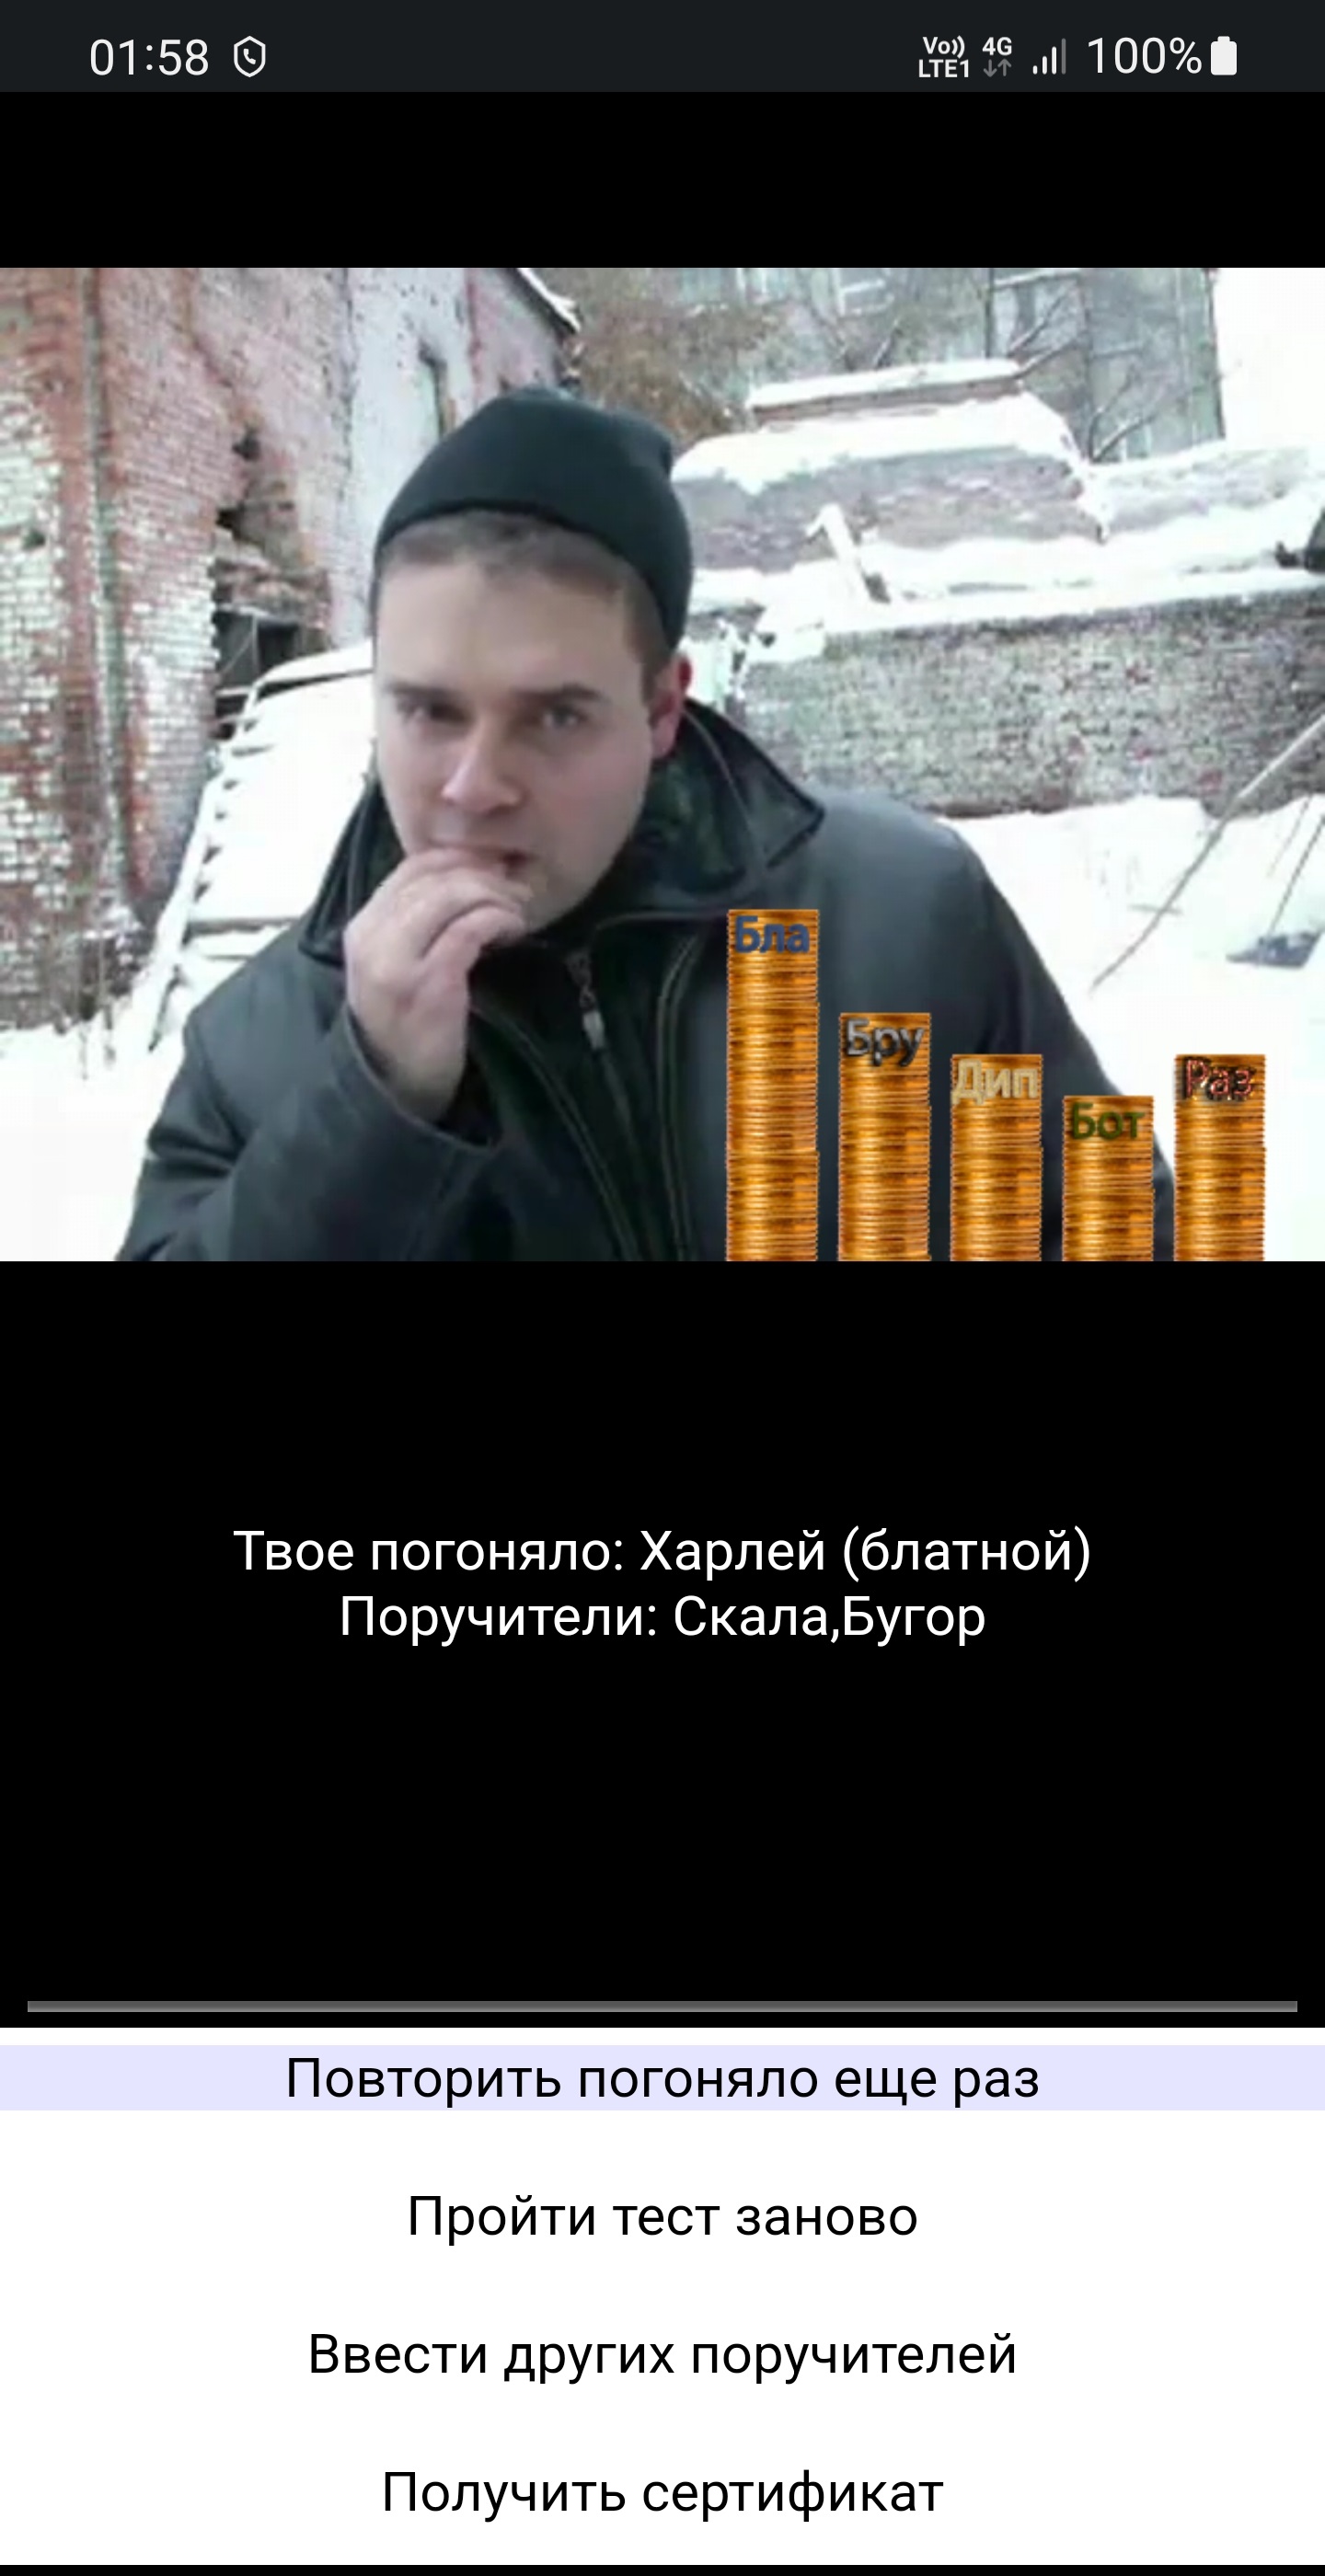 01:58 Vo)) LTE1 4G 100%
Бла
Бру
Дип
Бот
Раз
Твое погоняло: Харлей (блатной)
Поручители: Скала,Бугор
Повторить погоняло еще раз
Пройти тест заново
Ввести других поручителей
Получить сертификат